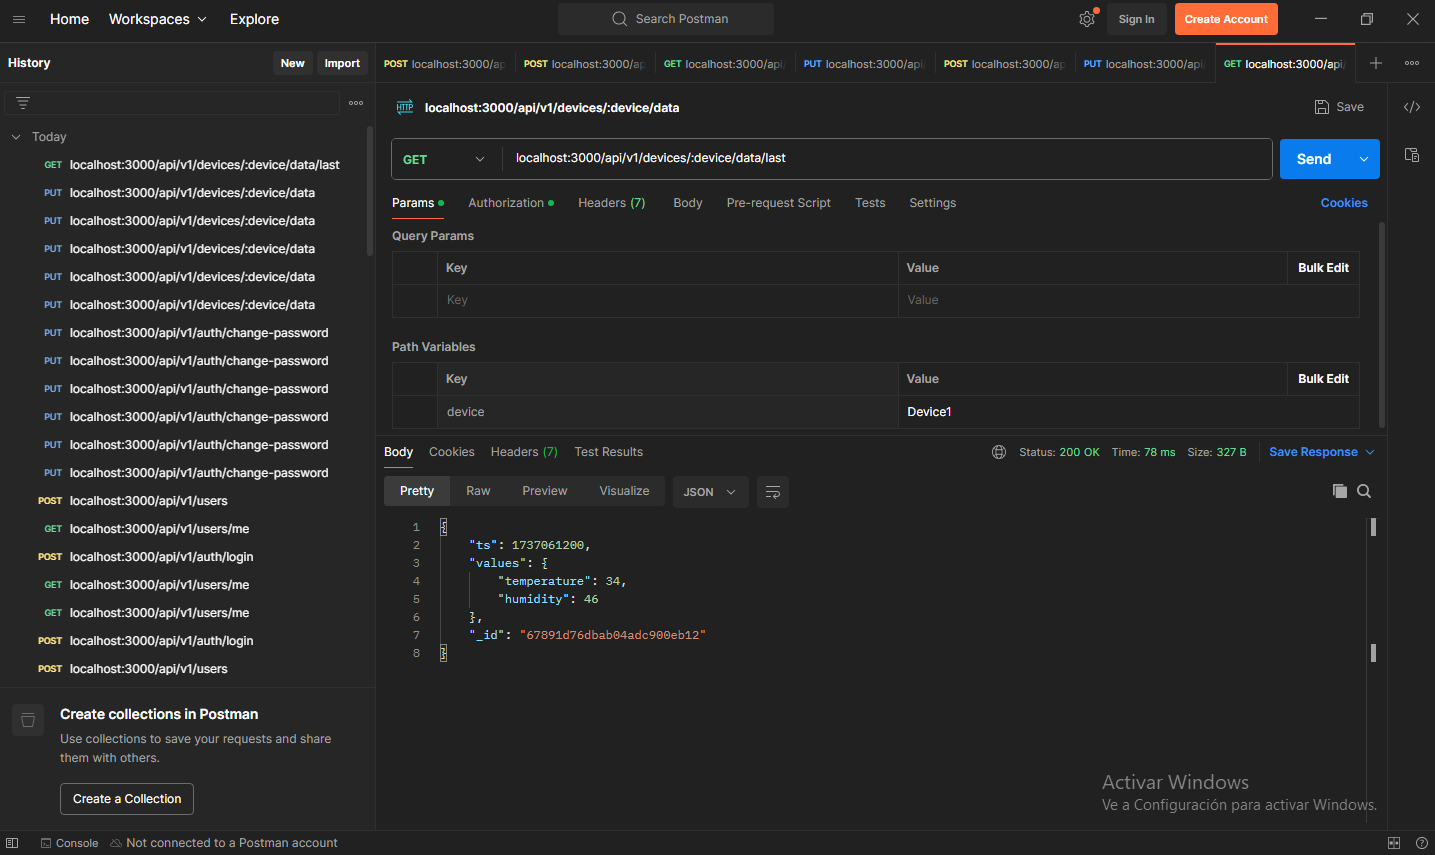 Home Workspaces Explore Search Postman Sign In Create Account
History New Import
POST localhost:3000/ap POST localhost:3000/ap GET localhost:3000/api/ PUT localhost:3000/api/ POST localhost:3000/ap PUT localhost:3000/api/ GET localhost:3000/api/
Today
GET localhost:3000/api/v1/devices/:device/data/last
PUT localhost:3000/api/v1/devices/:device/data
PUT localhost:3000/api/v1/devices/:device/data
PUT localhost:3000/api/v1/devices/:device/data
PUT localhost:3000/api/v1/devices/:device/data
PUT localhost:3000/api/v1/devices/:device/data
PUT localhost:3000/api/v1/auth/change-password
PUT localhost:3000/api/v1/auth/change-password
PUT localhost:3000/api/v1/auth/change-password
PUT localhost:3000/api/v1/auth/change-password
PUT localhost:3000/api/v1/auth/change-password
PUT localhost:3000/api/v1/auth/change-password
POST localhost:3000/api/v1/users
GET localhost:3000/api/v1/users/me
POST localhost:3000/api/v1/auth/login
GET localhost:3000/api/v1/users/me
GET localhost:3000/api/v1/users/me
POST localhost:3000/api/v1/auth/login
POST localhost:3000/api/v1/users
Create collections in Postman
Use collections to save your requests and share
them with others.
Create a Collection
HTTP localhost:3000/api/v1/devices/:device/data Save
GET localhost:3000/api/v1/devices/:device/data/last Send
Params Authorization Headers (7) Body Pre-request Script Tests Settings Cookies
Query Params
Key Value Bulk Edit
Key Value
Path Variables
Key Value Bulk Edit
device Device1
Body Cookies Headers (7) Test Results Status: 200 OK Time: 78 ms Size: 327 B Save Response
Pretty Raw Preview Visualize JSON
1 {
2 "ts": 1737061200,
3 "values": {
4 "temperature": 34,
5 "humidity": 46
6 },
7 "_id": "67891d76dbab04adc900eb12"
8 }
Activar Windows
Ve a Configuración para activar Windows.
Console Not connected to a Postman account